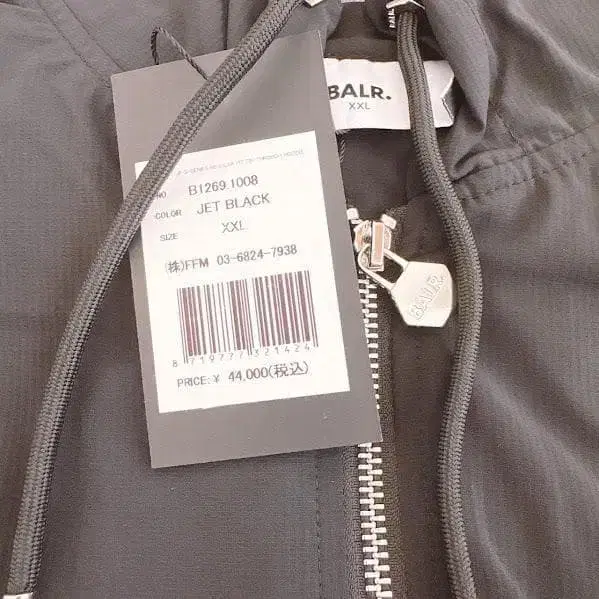 BALR.
XXL
NO. B1269.1008
COLOR JET BLACK
SIZE XXL
(株)FFM 03-6824-7938
8 719777 321424
PRICE:¥ 44,000(税込)
BALR.